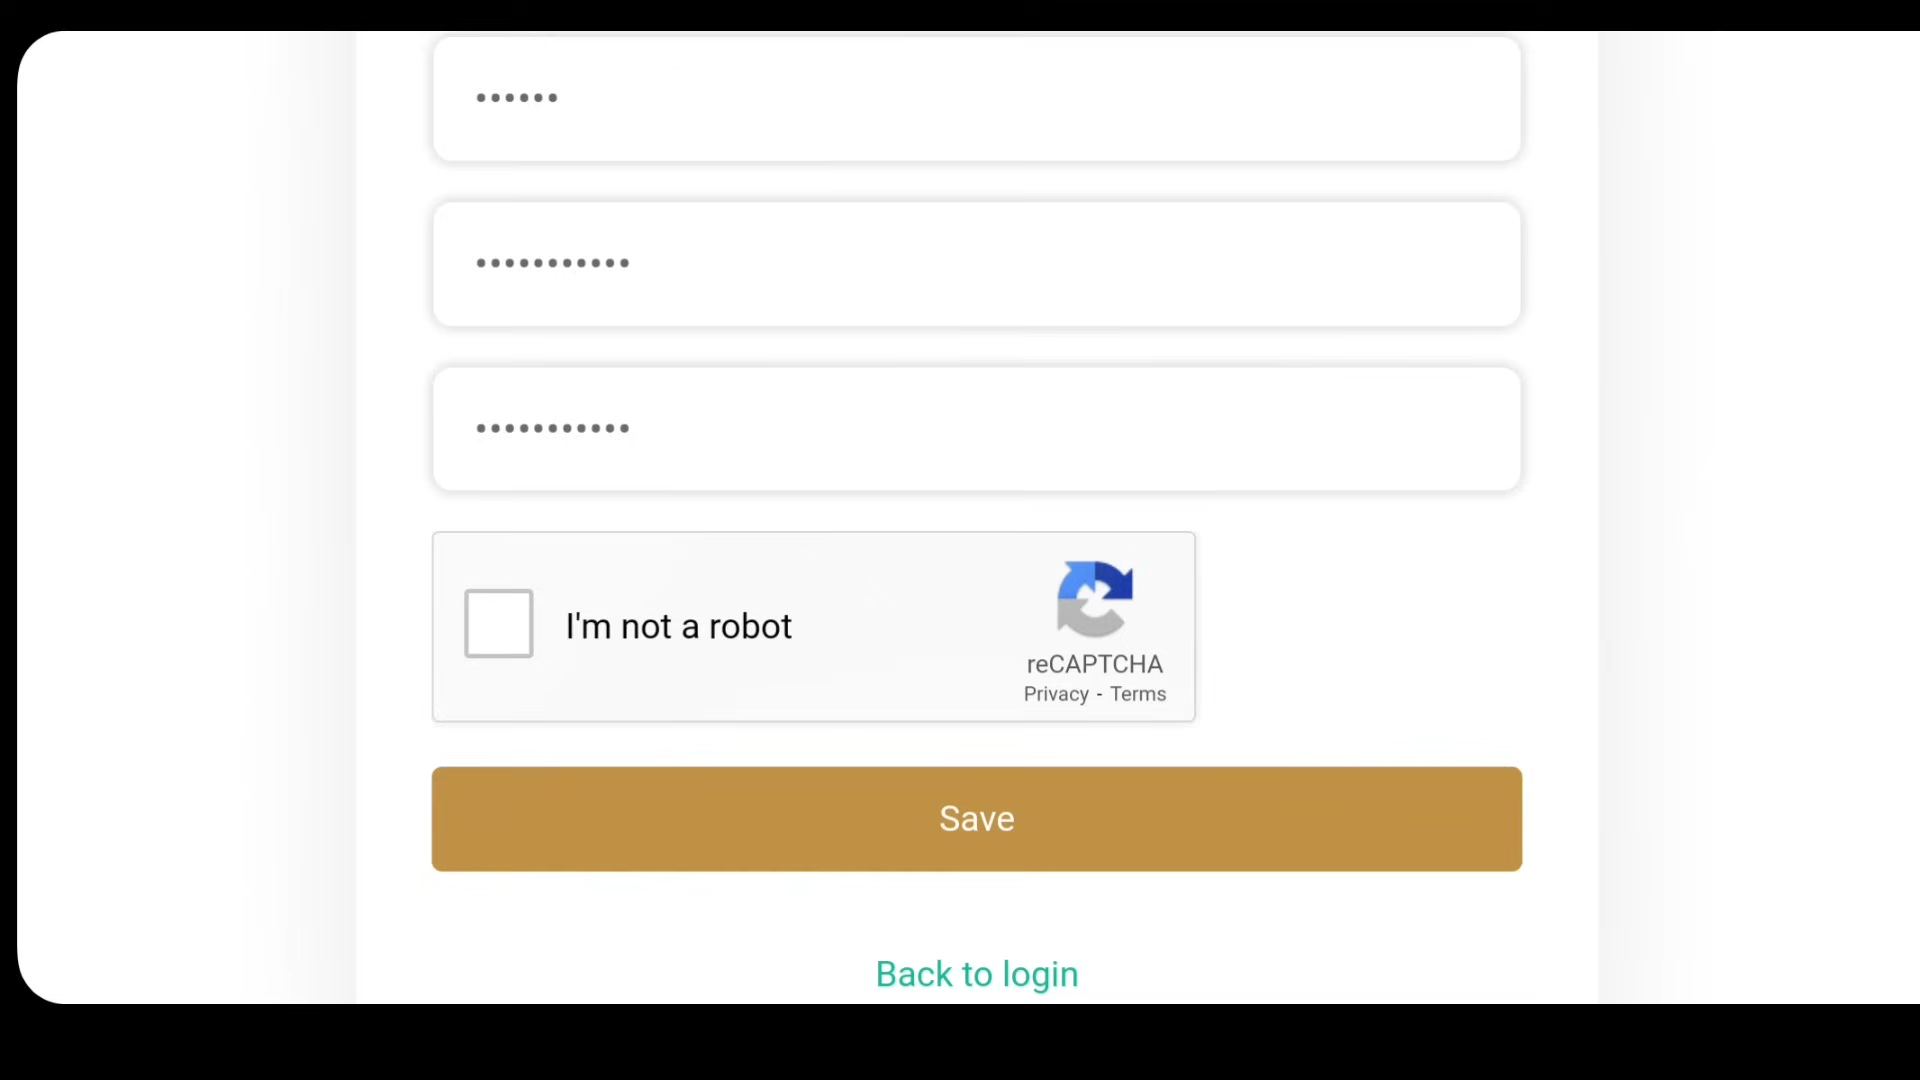 ••••••
•••••••••••
•••••••••••
I'm not a robot
reCAPTCHA
Privacy - Terms
Save
Back to login